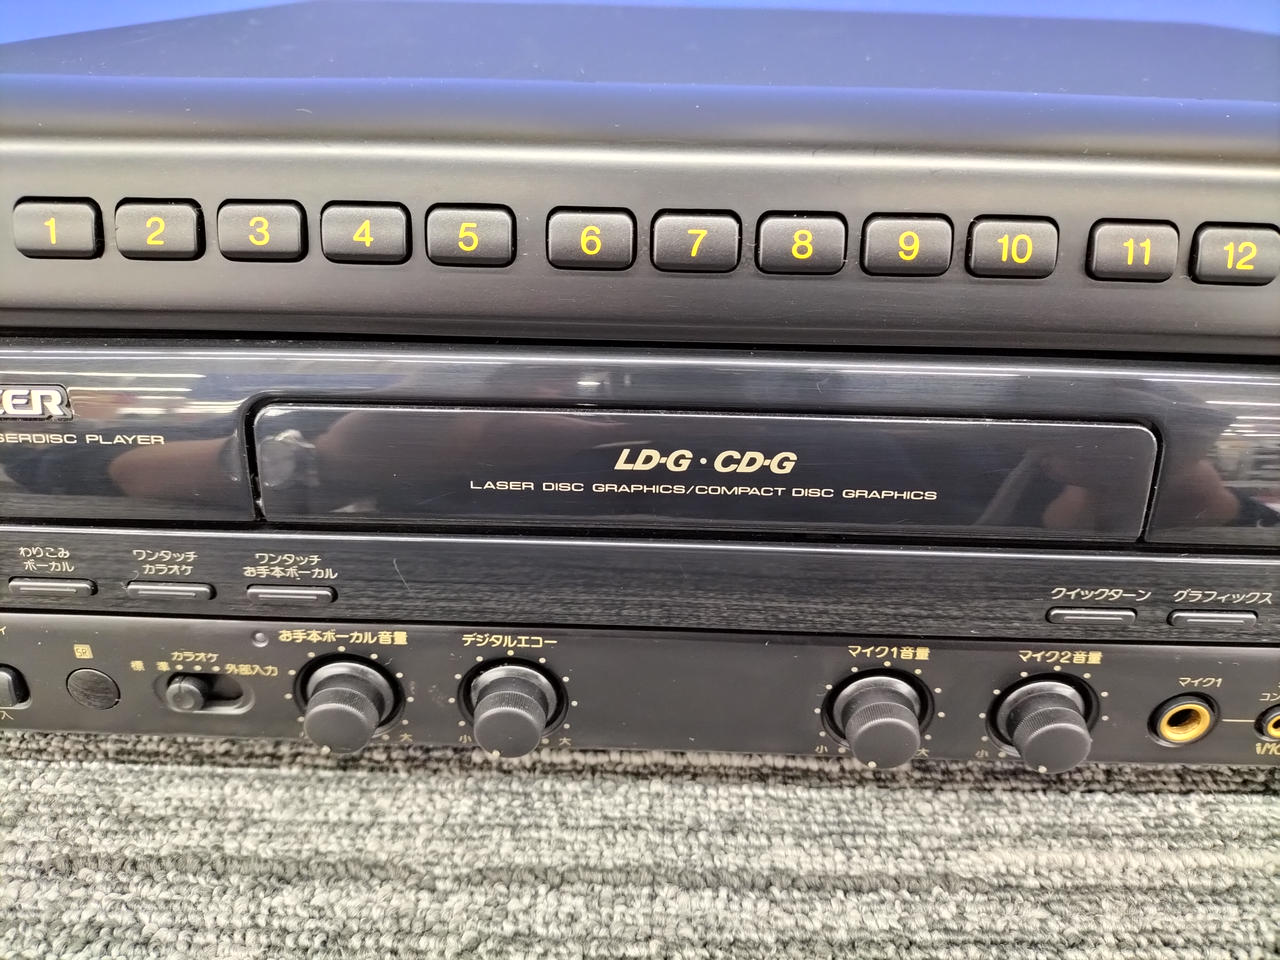 1 2 3 4 5 6 7 8 9 10 11 12
EER
SERDISC PLAYER
LD-G・CD-G
LASER DISC GRAPHICS/COMPACT DISC GRAPHICS
わりこみ
ボーカル
ワンタッチ
カラオケ
ワンタッチ
お手本ボーカル
クイックターン
グラフィックス
入
SR
カラオケ
標準
外部入力
お手本ボーカル音量
大
デジタルエコー
小 大
マイク1音量
小 大
マイク2音量
小
マイク1